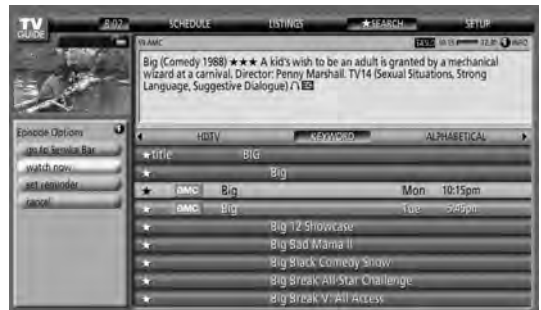 TV
GUIDE
8:02
SCHEDULE
LISTINGS
★SEARCH
SETUP
59 AMC
10:15
12:30
INFO
Big (Comedy 1988) ★★★ A kid's wish to be an adult is granted by a mechanical
wizard at a carnival. Director: Penny Marshall. TV14 (Sexual Situations, Strong
Language, Suggestive Dialogue)
Episode Options
go to Service Bar
watch now
set reminder
cancel
HDTV
KEYWORD
ALPHABETICAL
★title BIG
★ Big
★ AMC Big Mon 10:15pm
★ AMC Big Tue 5:45pm
★ Big 12 Showcase
★ Big Bad Mama II
★ Big Black Comedy Show
★ Big Break All-Star Challenge
★ Big Break V: All Access